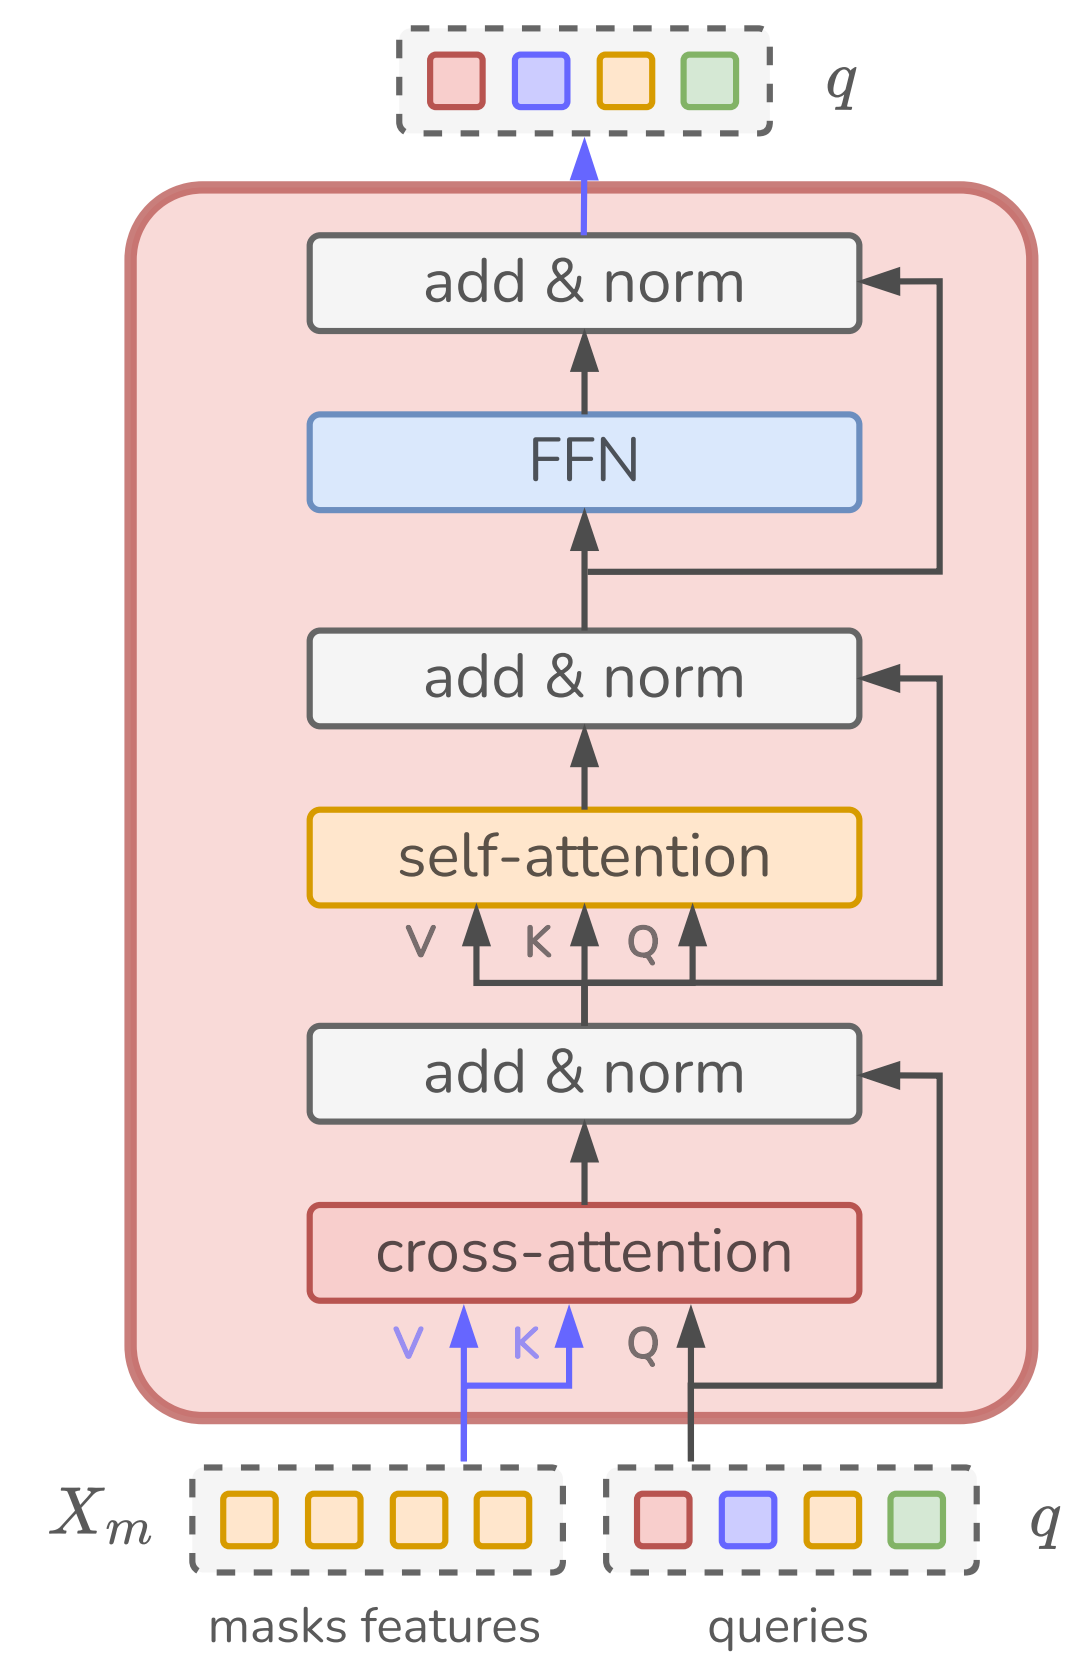 q
add & norm
FFN
add & norm
self-attention
V K Q
add & norm
cross-attention
V K Q
X_m q
masks features queries